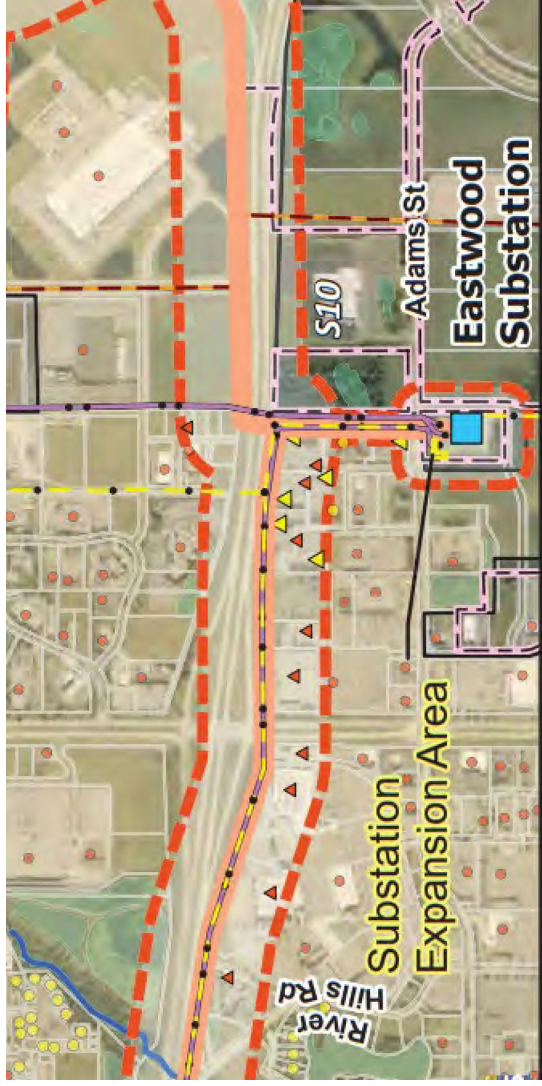 S10
Adams St
Eastwood
Substation
Substation
Expansion Area
River
Hills Rd